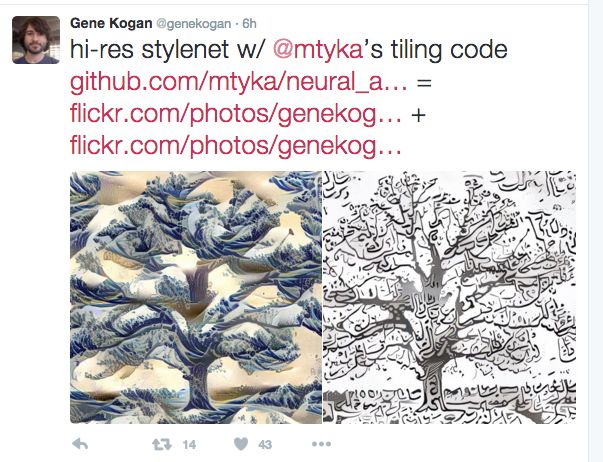 Gene Kogan @genekogan · 6h
hi-res stylenet w/ @mtyka's tiling code
github.com/mtyka/neural_a… =
flickr.com/photos/genekog… +
flickr.com/photos/genekog…
14 43